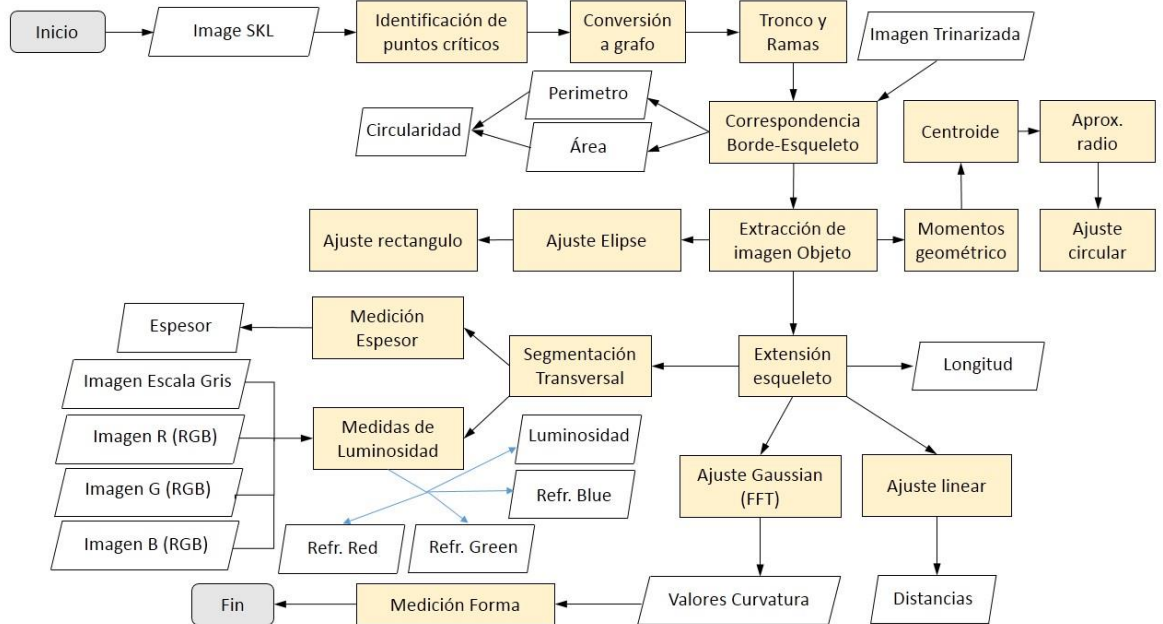 Inicio
Image SKL
Identificación de
puntos críticos
Conversión
a grafo
Tronco y
Ramas
Imagen Trinarizada
Perimetro
Circularidad
Área
Correspondencia
Borde-Esqueleto
Centroide
Aprox.
radio
Ajuste rectangulo
Ajuste Elipse
Extracción de
imagen Objeto
Momentos
geométrico
Ajuste
circular
Espesor
Medición
Espesor
Segmentación
Transversal
Extensión
esqueleto
Longitud
Imagen Escala Gris
Imagen R (RGB)
Imagen G (RGB)
Imagen B (RGB)
Medidas de
Luminosidad
Luminosidad
Refr. Blue
Refr. Red
Refr. Green
Ajuste Gaussian
(FFT)
Ajuste linear
Fin
Medición Forma
Valores Curvatura
Distancias